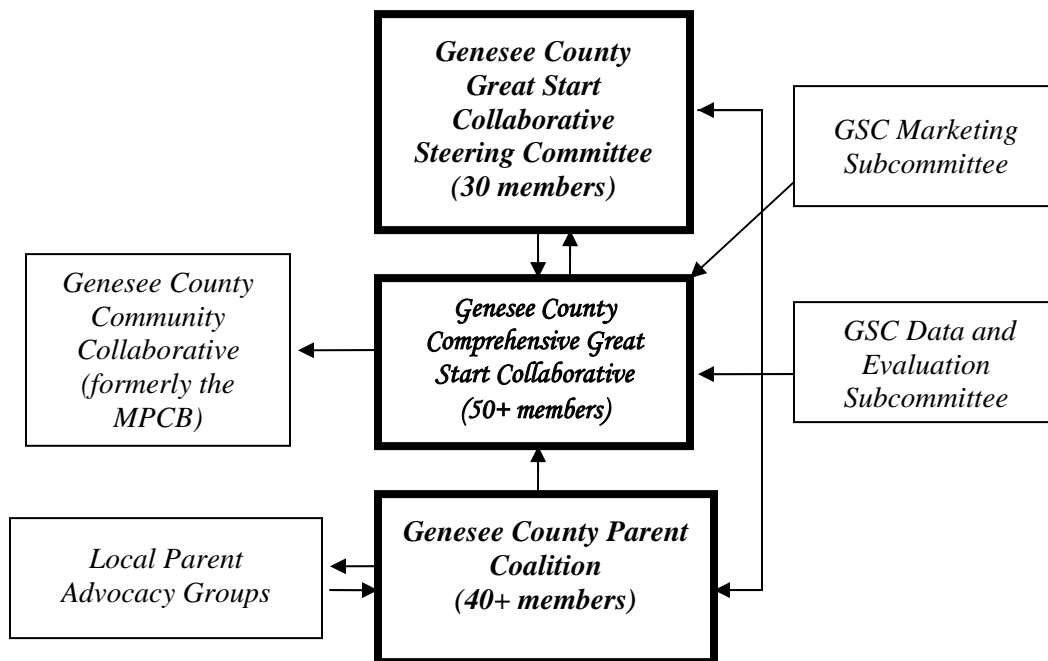 Genesee County
Great Start
Collaborative
Steering Committee
(30 members)
GSC Marketing
Subcommittee
Genesee County
Community
Collaborative
(formerly the
MPCB)
Genesee County
Comprehensive Great
Start Collaborative
(50+ members)
GSC Data and
Evaluation
Subcommittee
Local Parent
Advocacy Groups
Genesee County Parent
Coalition
(40+ members)